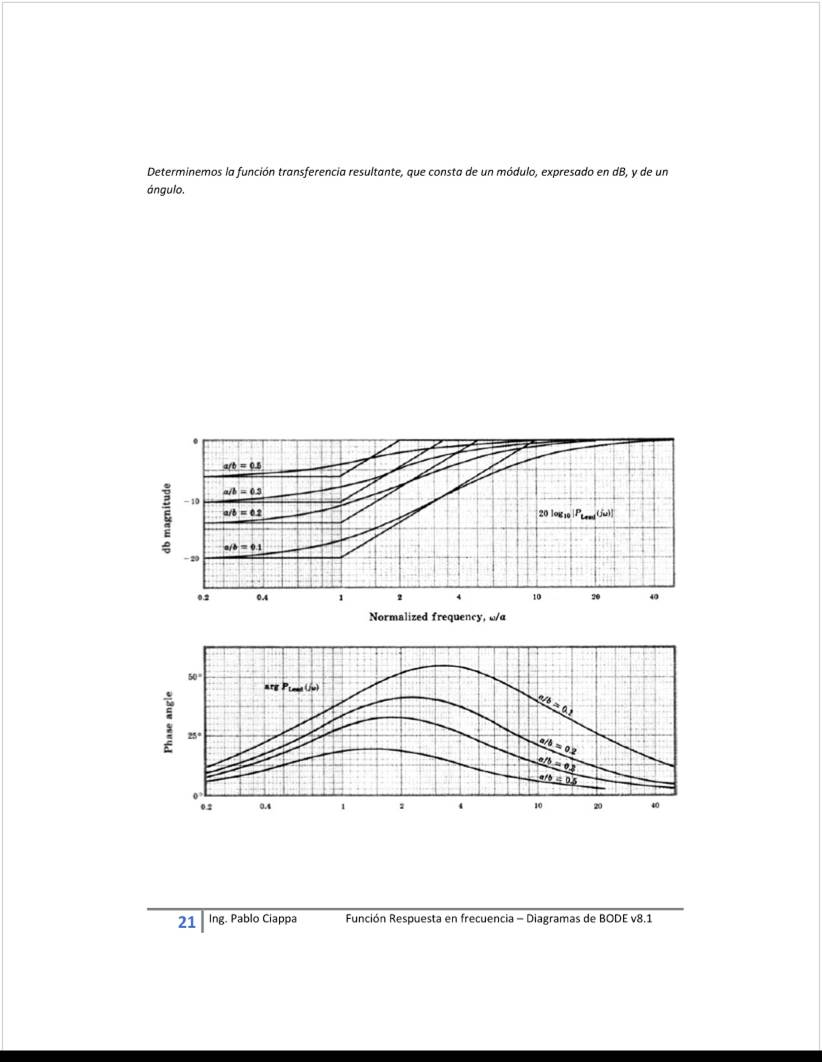 Determinemos la función transferencia resultante, que consta de un módulo, expresado en dB, y de un
ángulo.
db magnitude
0
-10
-20
a/b = 0.5
a/b = 0.3
a/b = 0.2
a/b = 0.1
20 log₁₀ |P_Lead(jω)|
0.2 0.4 1 2 4 10 20 40
Normalized frequency, ω/a
Phase angle
50°
25°
0°
arg P_Lead(jω)
a/b = 0.1
a/b = 0.2
a/b = 0.5
0.2 0.4 1 2 4 10 20 40
21 Ing. Pablo Ciappa Función Respuesta en frecuencia – Diagramas de BODE v8.1